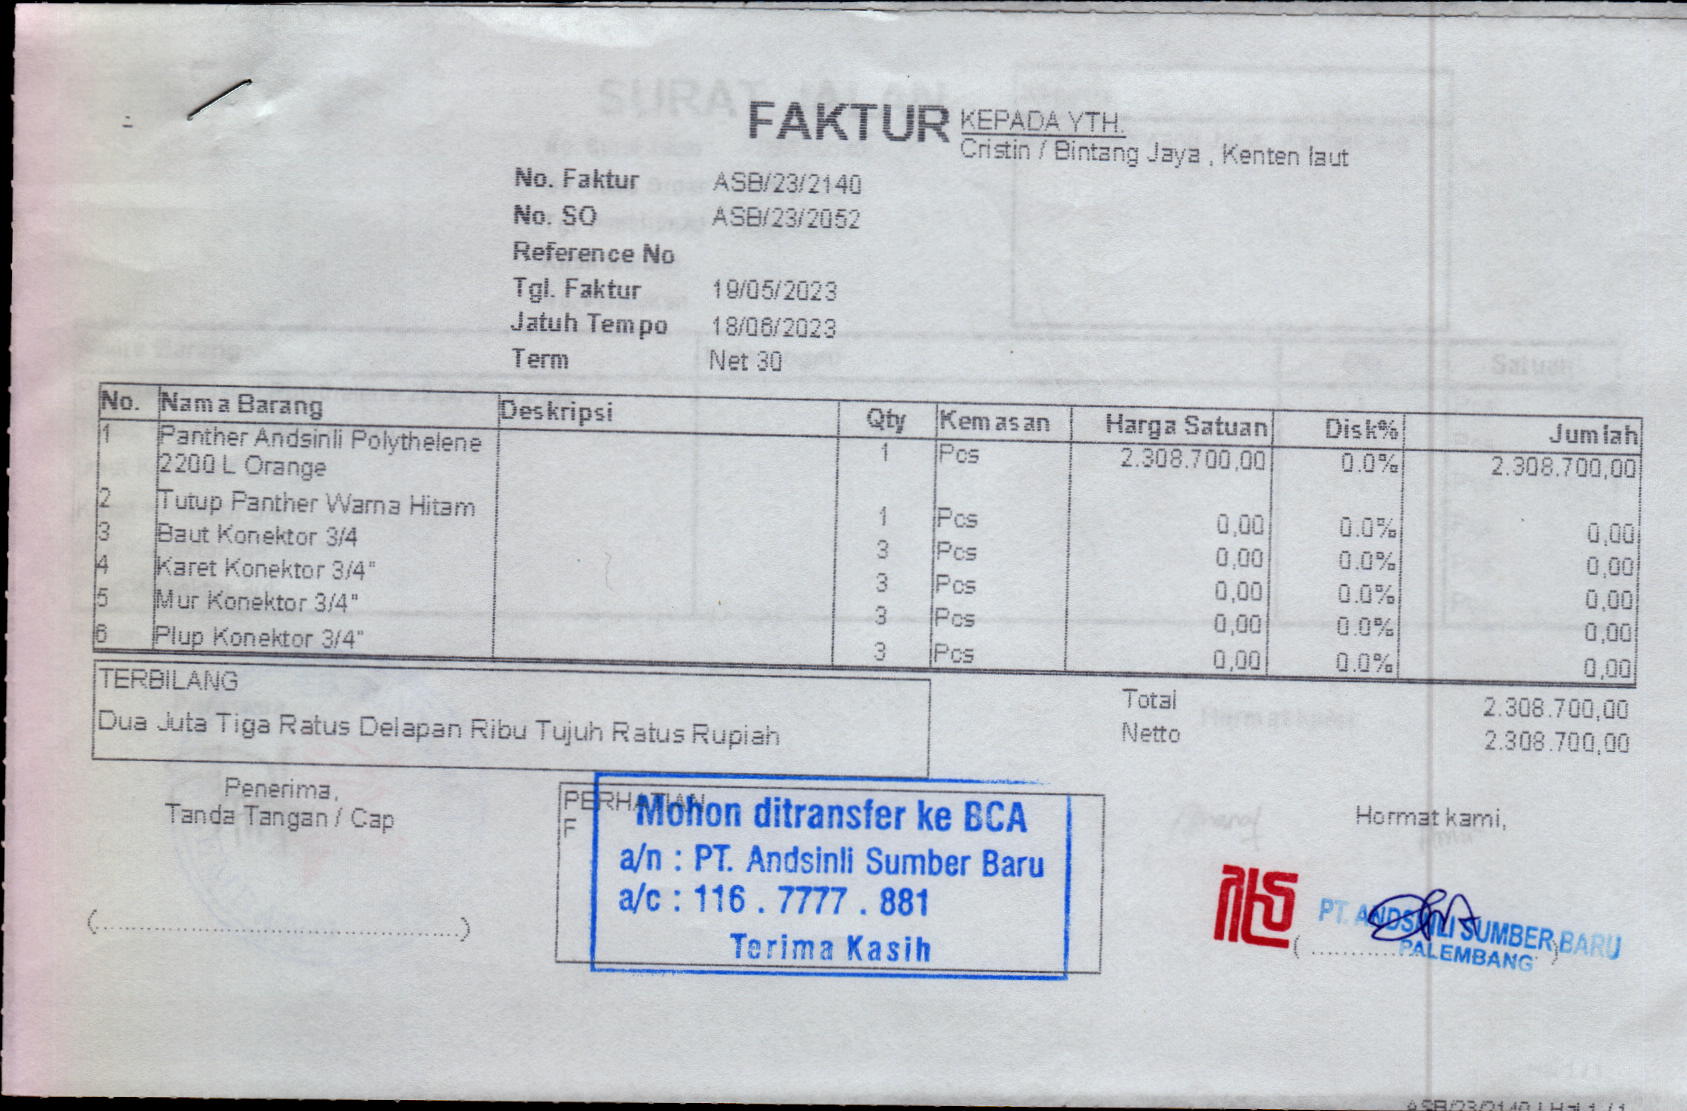 FAKTUR
KEPADA YTH.
Cristin / Bintang Jaya , Kenten laut
No. Faktur ASB/23/2140
No. SO ASB/23/2052
Reference No
Tgl. Faktur 19/05/2023
Jatuh Tempo 18/06/2023
Term Net 30
No. Nama Barang Deskripsi Qty Kemasan Harga Satuan Disk% Jumlah
1 Panther Andsinli Polythelene 1 Pcs 2.308.700,00 0.0% 2.308.700,00
2200 L Orange
2 Tutup Panther Warna Hitam 1 Pcs 0,00 0.0% 0,00
3 Baut Konektor 3/4 3 Pcs 0,00 0.0% 0,00
4 Karet Konektor 3/4" 3 Pcs 0,00 0.0% 0,00
5 Mur Konektor 3/4" 3 Pcs 0,00 0.0% 0,00
6 Plup Konektor 3/4" 3 Pcs 0,00 0.0% 0,00
TERBILANG
Dua Juta Tiga Ratus Delapan Ribu Tujuh Ratus Rupiah
Total 2.308.700,00
Netto 2.308.700,00
Penerima,
Tanda Tangan / Cap
PERHATIAN
F
Mohon ditransfer ke BCA
a/n : PT. Andsinli Sumber Baru
a/c : 116 . 7777 . 881
Terima Kasih
Hormat kami,
PT. ANDSINLI SUMBER BARU
PALEMBANG
ASB/23/2140 | Hal 1 / 1